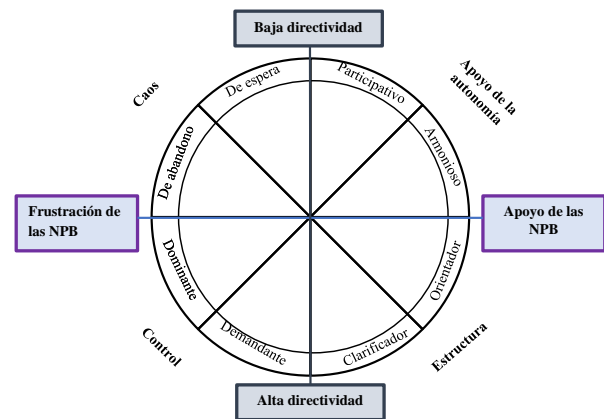 Baja directividad
Caos
De espera
Participativo
Apoyo de la
autonomía
De abandono
Armonioso
Frustración de
las NPB
Apoyo de las
NPB
Dominante
Orientador
Control
Demandante
Clarificador
Estructura
Alta directividad